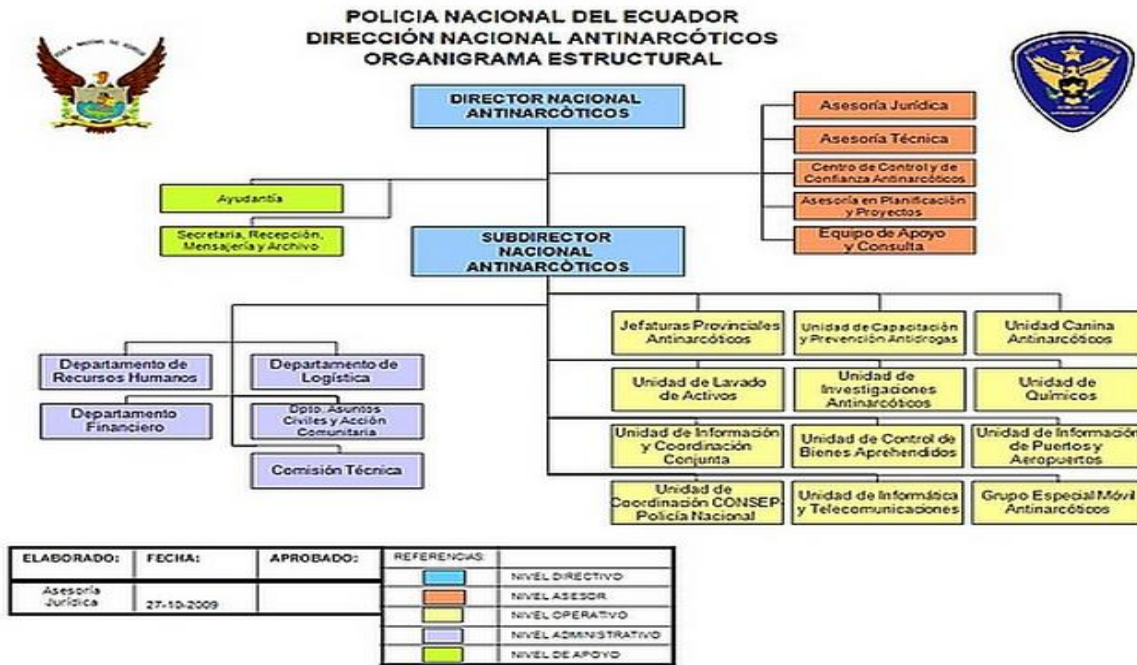 POLICIA NACIONAL DEL ECUADOR
DIRECCIÓN NACIONAL ANTINARCÓTICOS
ORGANIGRAMA ESTRUCTURAL
DIRECTOR NACIONAL
ANTINARCÒTICOS
Asesoría Jurídica
Asesoría Técnica
Centro de Control y de
Confianza Antinarcóticos
Asesoría en Planificación
y Proyectos
Equipo de Apoyo
y Consulta
Ayudantía
Secretaria, Recepción,
Mensajería y Archivo
SUBDIRECTOR
NACIONAL
ANTINARCÒTICOS
Departamento de
Recursos Humanos
Departamento de
Logística
Departamento
Financiero
Dpto. Asuntos
Civiles y Acción
Comunitaria
Comisión Técnica
Jefaturas Provinciales
Antinarcóticos
Unidad de Capacitación
y Prevención Antidrogas
Unidad Canina
Antinarcóticos
Unidad de Lavado
de Activos
Unidad de
Investigaciones
Antinarcóticos
Unidad de
Químicos
Unidad de Información
y Coordinación
Conjunta
Unidad de Control de
Bienes Aprehendidos
Unidad de Información
de Puertos y
Aeropuertos
Unidad de
Coordinación CONSEP-
Policía Nacional
Unidad de Informática
y Telecomunicaciones
Grupo Especial Móvil
Antinarcóticos
ELABORADO: FECHA: APROBADO:
Asesoría
Jurídica
27-10-2009
REFERENCIAS:
NIVEL DIRECTIVO
NIVEL ASESOR
NIVEL OPERATIVO
NIVEL ADMINISTRATIVO
NIVEL DE APOYO